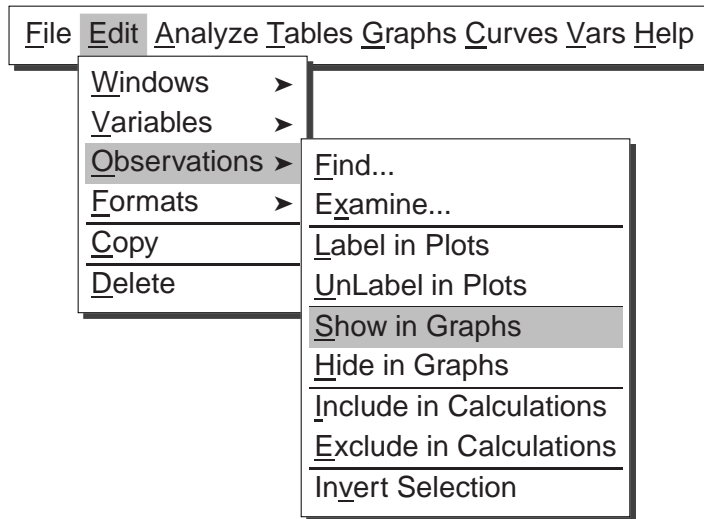 File Edit Analyze Tables Graphs Curves Vars Help
Windows ➤
Variables ➤
Observations ➤
Formats ➤
Copy
Delete
Find...
Examine...
Label in Plots
UnLabel in Plots
Show in Graphs
Hide in Graphs
Include in Calculations
Exclude in Calculations
Invert Selection